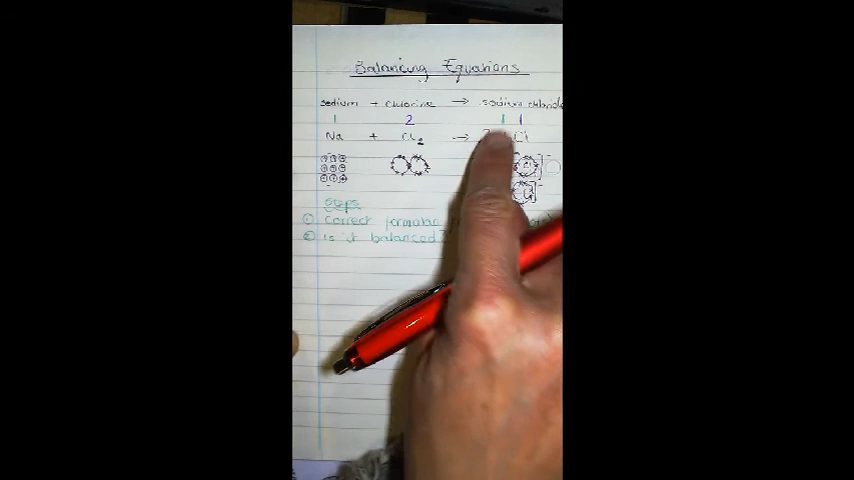 Balancing Equations
sodium + chlorine → sodium chloride
1 2 1 1
Na + Cl2 → Cl
Steps
① Correct formulae
② Is it balanced?